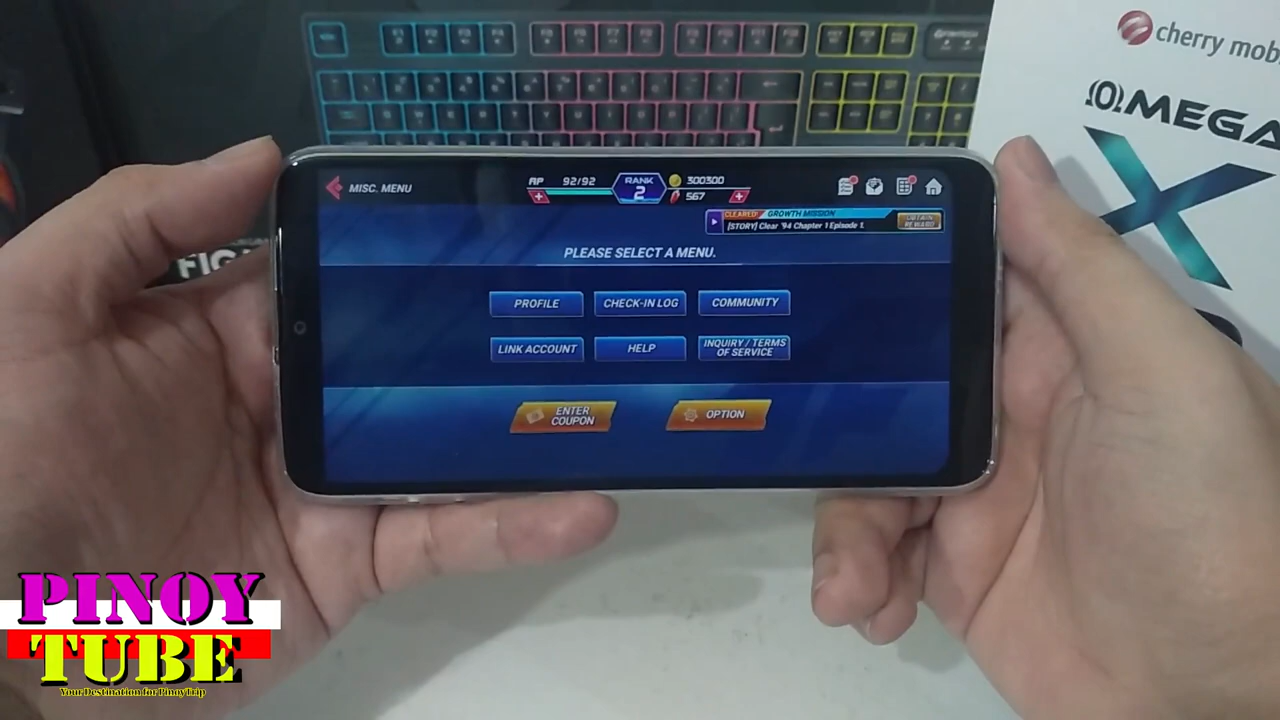 cherry mobi
OMEGA
X
MISC. MENU
AP 92/92
RANK
2
300300
567
CLEARED! GROWTH MISSION
[STORY] Clear '94 Chapter 1 Episode 1.
OBTAIN
REWARD
PLEASE SELECT A MENU.
PROFILE
CHECK-IN LOG
COMMUNITY
LINK ACCOUNT
HELP
INQUIRY / TERMS
OF SERVICE
ENTER
COUPON
OPTION
PINOY
TUBE
Your Destination for PinoyTrip